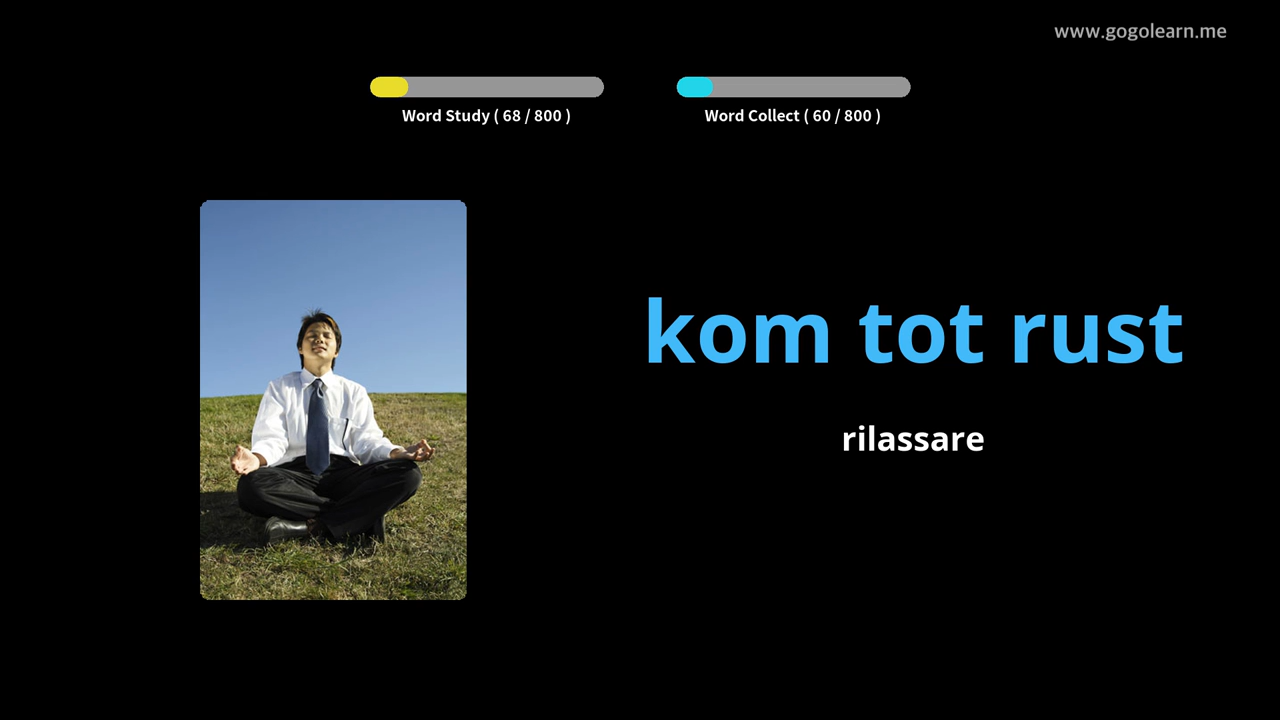 www.gogolearn.me
Word Study ( 68 / 800 )
Word Collect ( 60 / 800 )
kom tot rust
rilassare